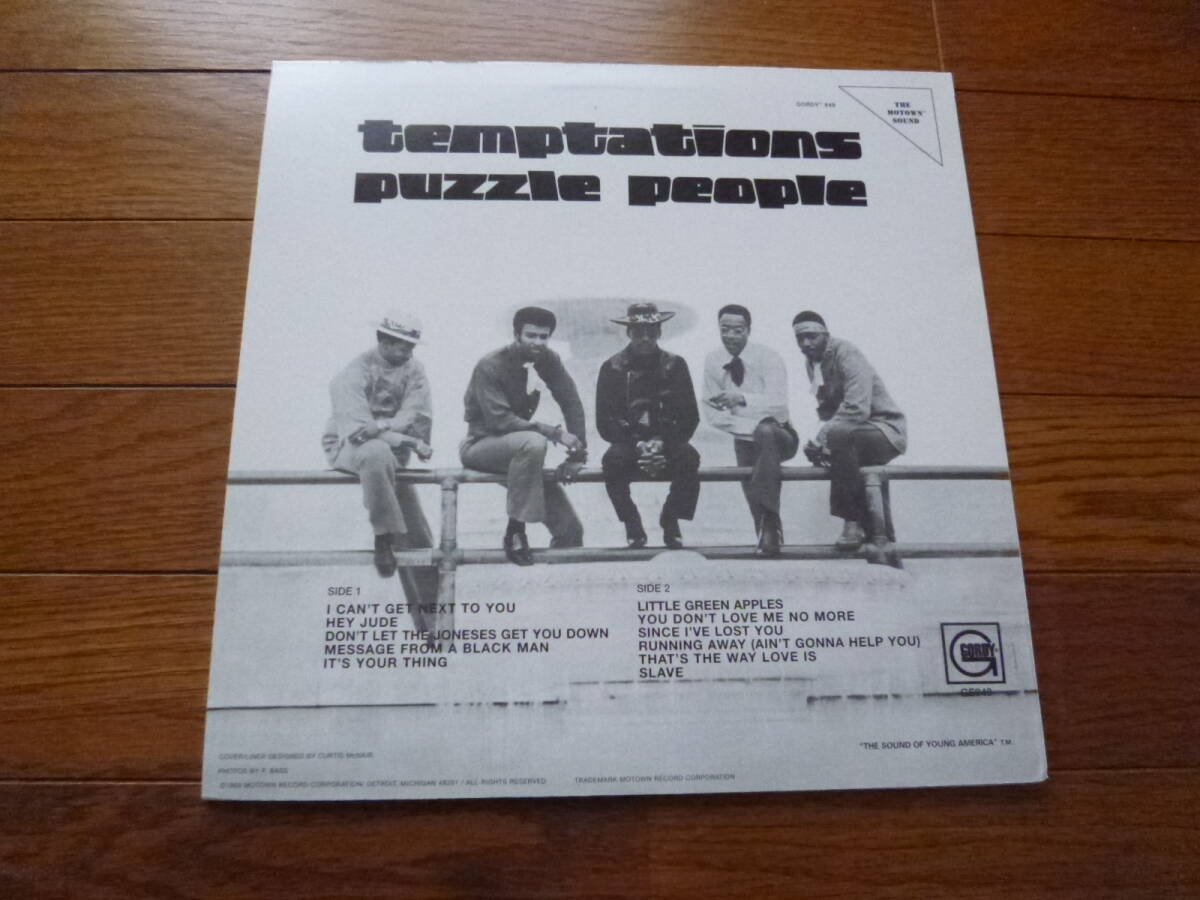 GORDY 949
THE
MOTOWN
SOUND
temptations
puzzle people
SIDE 1
I CAN'T GET NEXT TO YOU
HEY JUDE
DON'T LET THE JONESES GET YOU DOWN
MESSAGE FROM A BLACK MAN
IT'S YOUR THING
SIDE 2
LITTLE GREEN APPLES
YOU DON'T LOVE ME NO MORE
SINCE I'VE LOST YOU
RUNNING AWAY (AIN'T GONNA HELP YOU)
THAT'S THE WAY LOVE IS
SLAVE
GORDY
GS949
"THE SOUND OF YOUNG AMERICA" T.M.
COVER/LINER DESIGNED BY CURTIS McNAIR
PHOTOS BY P. BASS
©1969 MOTOWN RECORD CORPORATION/ DETROIT, MICHIGAN 48201 / ALL RIGHTS RESERVED
TRADEMARK MOTOWN RECORD CORPORATION